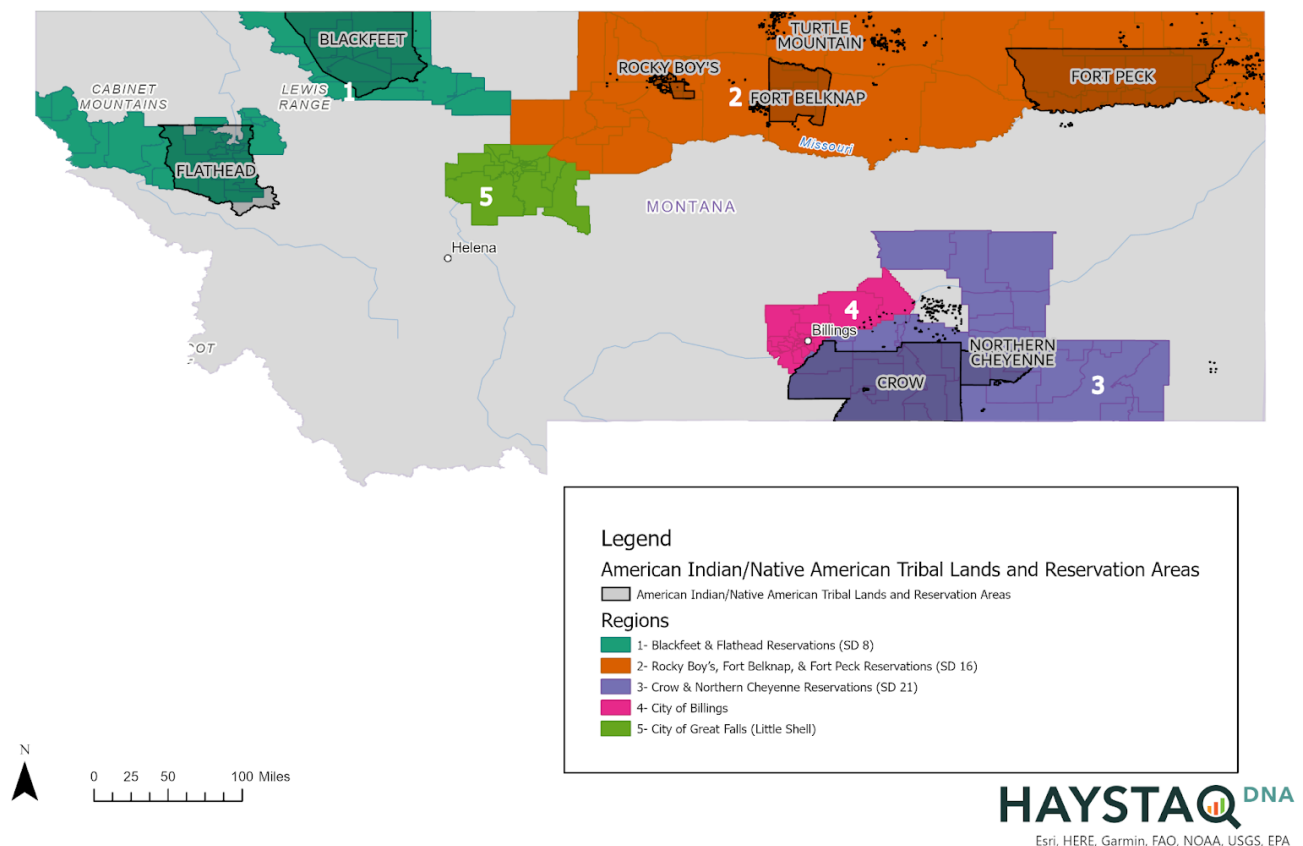 BLACKFEET
TURTLE
MOUNTAIN
ROCKY BOY'S
FORT PECK
CABINET
MOUNTAINS
LEWIS
RANGE
1
2
FORT BELKNAP
Missouri
FLATHEAD
5
MONTANA
Helena
4
Billings
OOT
NORTHERN
CHEYENNE
CROW
3
Legend
American Indian/Native American Tribal Lands and Reservation Areas
American Indian/Native American Tribal Lands and Reservation Areas
Regions
1- Blackfeet & Flathead Reservations (SD 8)
2- Rocky Boy's, Fort Belknap, & Fort Peck Reservations (SD 16)
3- Crow & Northern Cheyenne Reservations (SD 21)
4- City of Billings
5- City of Great Falls (Little Shell)
N
0 25 50 100 Miles
HAYSTAQ DNA
Esri, HERE, Garmin, FAO, NOAA, USGS, EPA